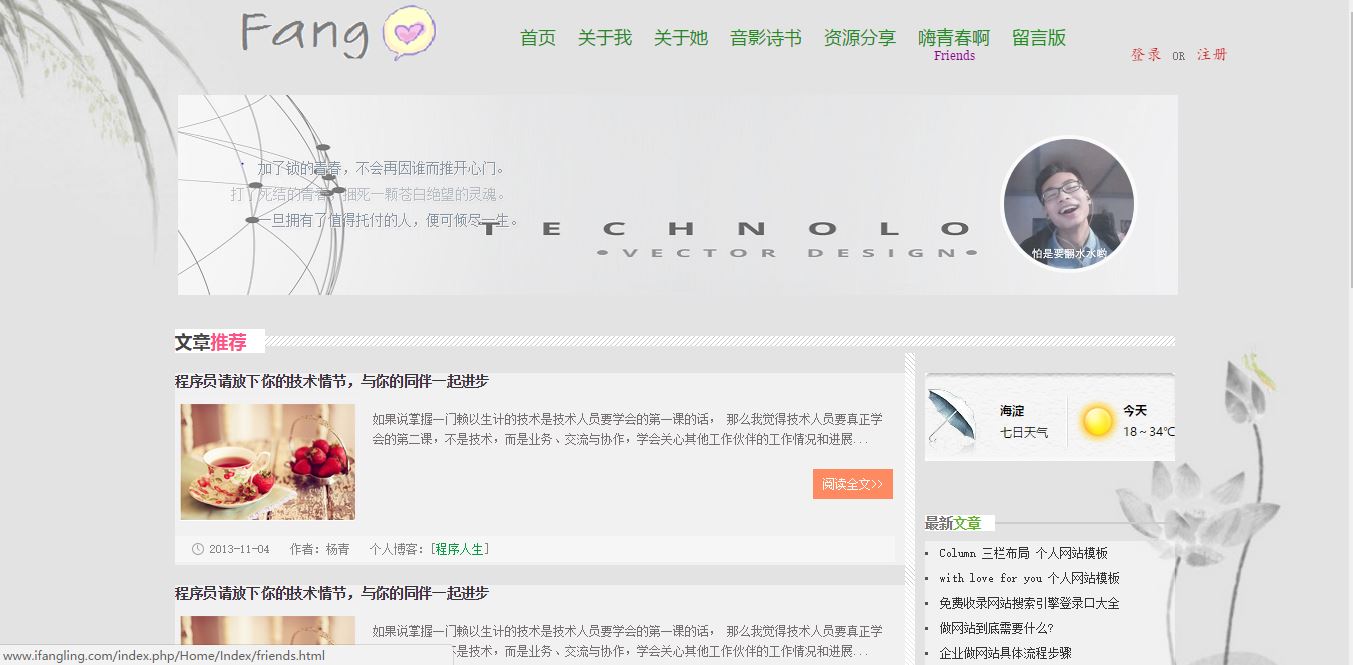 Fang
首页 关于我 关于她 音影诗书 资源分享 嗨青春啊 留言版
Friends
登录 OR 注册
加了锁的青春，不会再因谁而推开心门。
打了死结的青春，捆死一颗苍白绝望的灵魂。
一旦拥有了值得托付的人，便可倾尽一生。
TECHNOLO
•VECTOR DESIGN•
怕是要翻水水哟
文章推荐
程序员请放下你的技术情节，与你的同伴一起进步
如果说掌握一门赖以生计的技术是技术人员要学会的第一课的话， 那么我觉得技术人员要真正学
会的第二课，不是技术，而是业务、交流与协作，学会关心其他工作伙伴的工作情况和进展...
阅读全文>>
2013-11-04 作者：杨青 个人博客：[程序人生]
程序员请放下你的技术情节，与你的同伴一起进步
如果说掌握一门赖以生计的技术是技术人员要学会的第一课的话， 那么我觉得技术人员要真正学
是技术，而是业务、交流与协作，学会关心其他工作伙伴的工作情况和进展...
海淀
七日天气
今天
18~34℃
最新文章
Column 三栏布局 个人网站模板
with love for you 个人网站模板
免费收录网站搜索引擎登录口大全
做网站到底需要什么?
企业做网站具体流程步骤
www.ifangling.com/index.php/Home/Index/friends.html